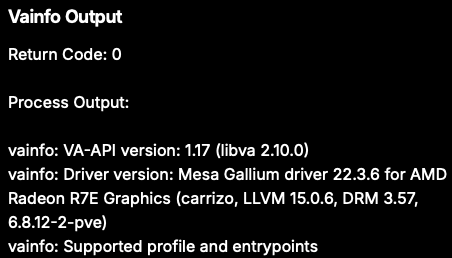 Vainfo Output
Return Code: 0
Process Output:
vainfo: VA-API version: 1.17 (libva 2.10.0)
vainfo: Driver version: Mesa Gallium driver 22.3.6 for AMD
Radeon R7E Graphics (carrizo, LLVM 15.0.6, DRM 3.57,
6.8.12-2-pve)
vainfo: Supported profile and entrypoints